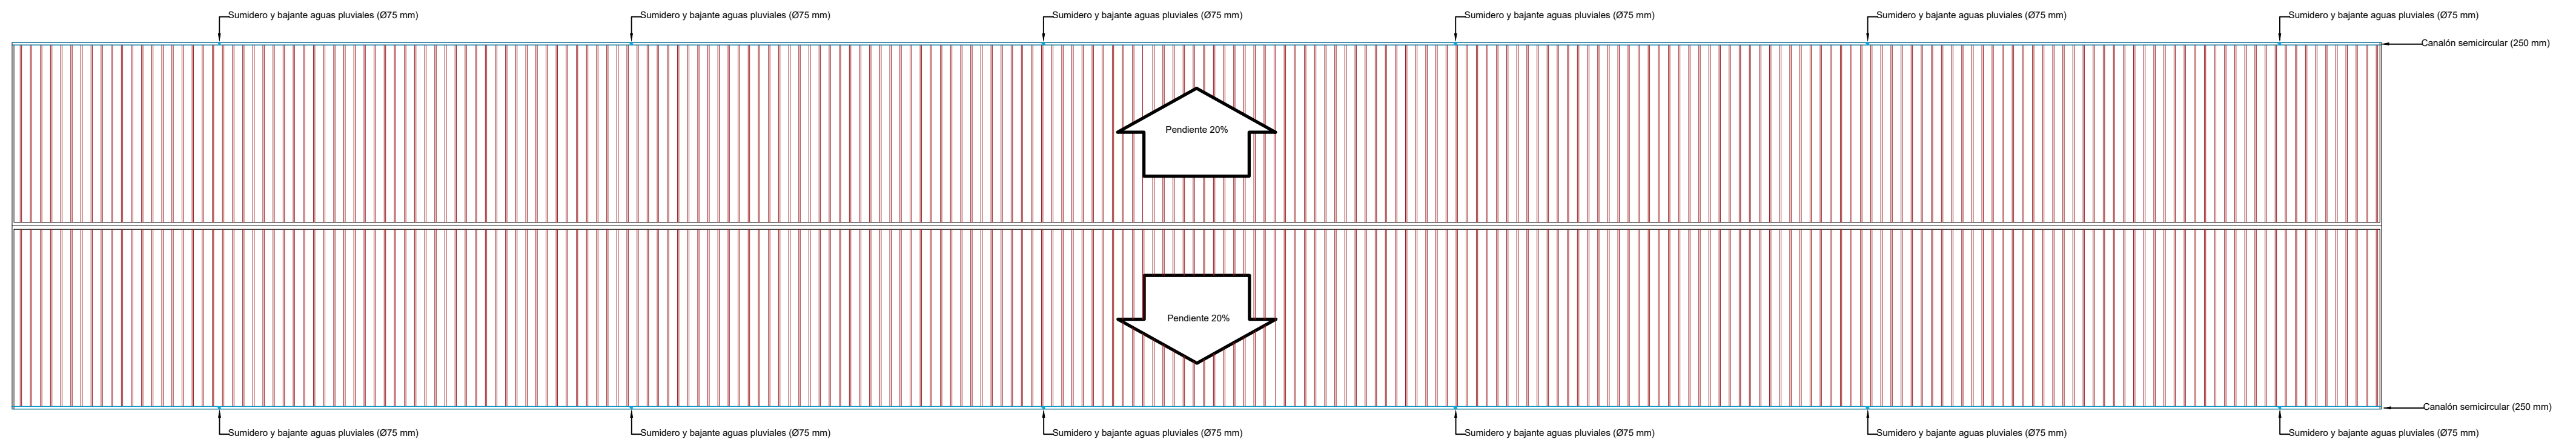 Sumidero y bajante aguas pluviales (Ø75 mm)
Sumidero y bajante aguas pluviales (Ø75 mm)
Sumidero y bajante aguas pluviales (Ø75 mm)
Sumidero y bajante aguas pluviales (Ø75 mm)
Sumidero y bajante aguas pluviales (Ø75 mm)
Sumidero y bajante aguas pluviales (Ø75 mm)
Canalón semicircular (250 mm)
Pendiente 20%
Pendiente 20%
Canalón semicircular (250 mm)
Sumidero y bajante aguas pluviales (Ø75 mm)
Sumidero y bajante aguas pluviales (Ø75 mm)
Sumidero y bajante aguas pluviales (Ø75 mm)
Sumidero y bajante aguas pluviales (Ø75 mm)
Sumidero y bajante aguas pluviales (Ø75 mm)
Sumidero y bajante aguas pluviales (Ø75 mm)